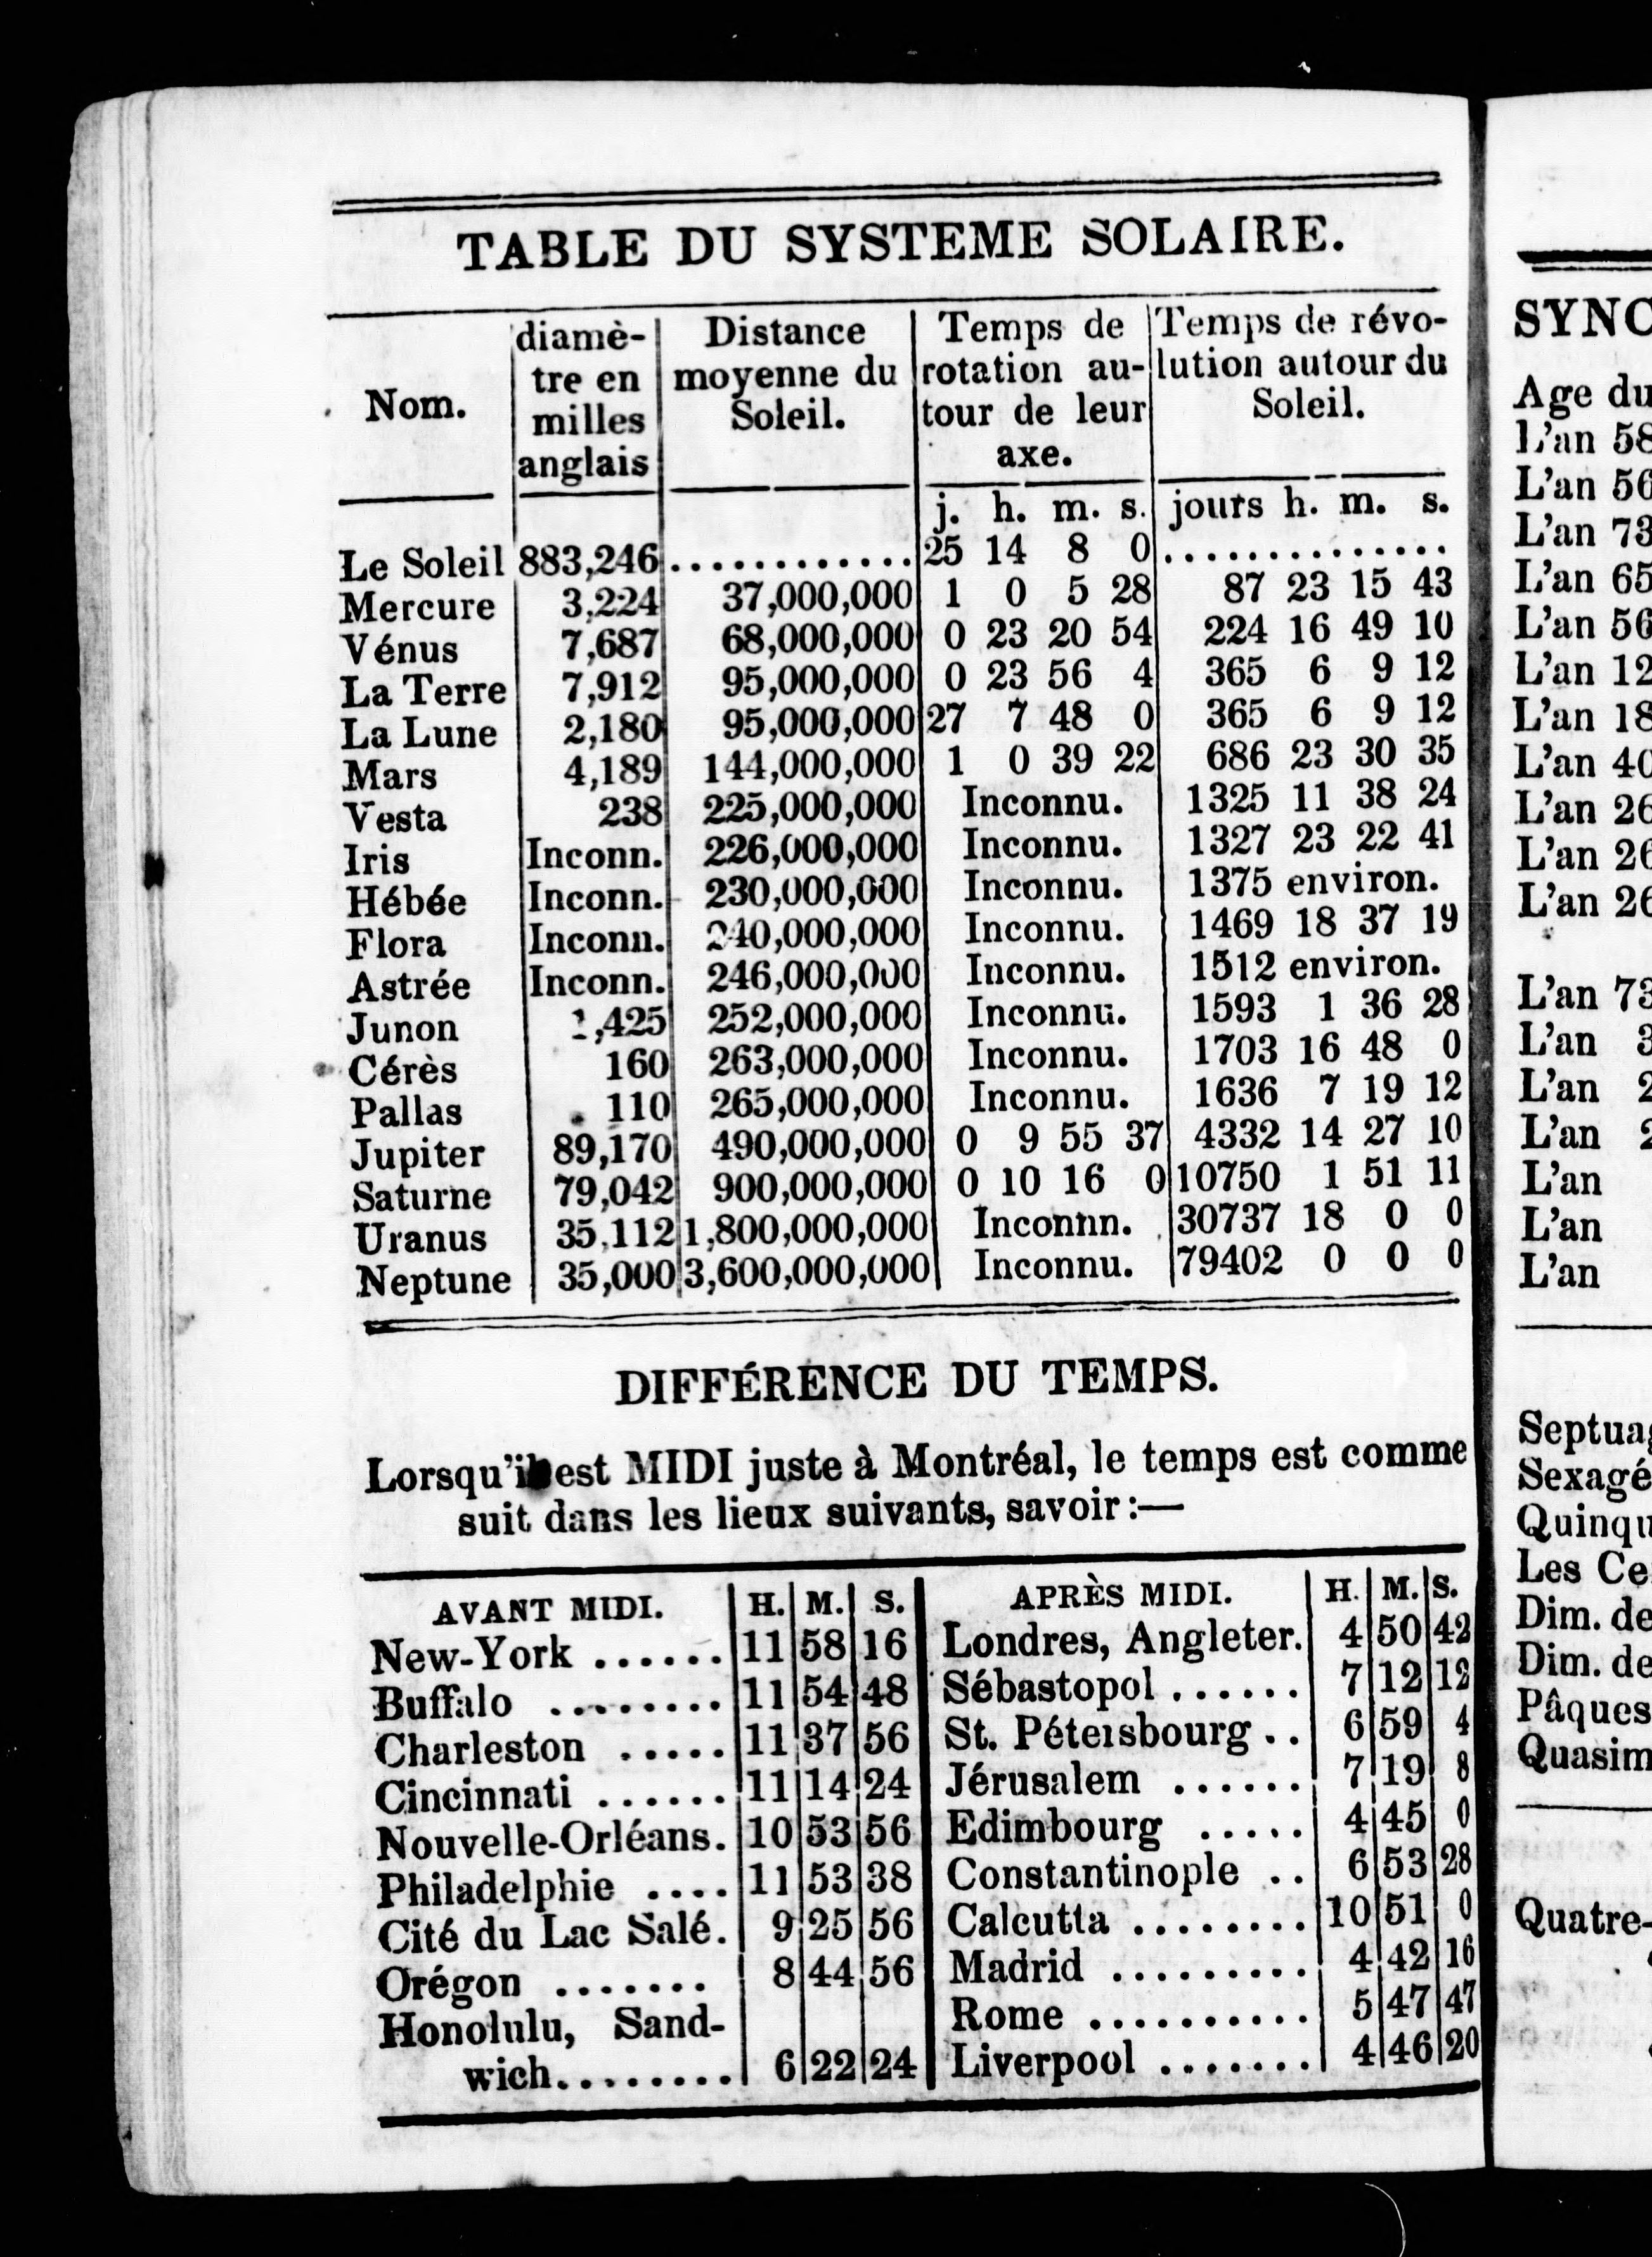 TABLE DU SYSTEME SOLAIRE.
Nom. diamè-tre en milles anglais Distance moyenne du Soleil. Temps de rotation au-tour de leur axe. Temps de révo-lution autour du Soleil.
j. h. m. s. jours h. m. s.
Le Soleil 883,246 ............. 25 14 8 0 ..............
Mercure 3,224 37,000,000 1 0 5 28 87 23 15 43
Vénus 7,687 68,000,000 0 23 20 54 224 16 49 10
La Terre 7,912 95,000,000 0 23 56 4 365 6 9 12
La Lune 2,180 95,000,000 27 7 48 0 365 6 9 12
Mars 4,189 144,000,000 1 0 39 22 686 23 30 35
Vesta 238 225,000,000 Inconnu. 1325 11 38 24
Iris Inconn. 226,000,000 Inconnu. 1327 23 22 41
Hébée Inconn. 230,000,000 Inconnu. 1375 environ.
Flora Inconn. 240,000,000 Inconnu. 1469 18 37 19
Astrée Inconn. 246,000,000 Inconnu. 1512 environ.
Junon 1,425 252,000,000 Inconnu. 1593 1 36 28
Cérès 160 263,000,000 Inconnu. 1703 16 48 0
Pallas 110 265,000,000 Inconnu. 1636 7 19 12
Jupiter 89,170 490,000,000 0 9 55 37 4332 14 27 10
Saturne 79,042 900,000,000 0 10 16 0 10750 1 51 11
Uranus 35,112 1,800,000,000 Inconnn. 30737 18 0 0
Neptune 35,000 3,600,000,000 Inconnu. 79402 0 0 0
DIFFÉRENCE DU TEMPS.
Lorsqu'il est MIDI juste à Montréal, le temps est comme
suit dans les lieux suivants, savoir :—
AVANT MIDI. H. M. S. APRÈS MIDI. H. M. S.
New-York ...... 11 58 16 Londres, Angleter. 4 50 42
Buffalo ........ 11 54 48 Sébastopol ...... 7 12 12
Charleston ..... 11 37 56 St. Pétersbourg .. 6 59 4
Cincinnati ...... 11 14 24 Jérusalem ...... 7 19 8
Nouvelle-Orléans. 10 53 56 Edimbourg ..... 4 45 0
Philadelphie .... 11 53 38 Constantinople .. 6 53 28
Cité du Lac Salé. 9 25 56 Calcutta ........ 10 51 0
Orégon ....... 8 44 56 Madrid ......... 4 42 16
Honolulu, Sand- Rome .......... 5 47 47
wich........ 6 22 24 Liverpool ....... 4 46 20
SYNC
Age du
L'an 58
L'an 56
L'an 73
L'an 65
L'an 56
L'an 12
L'an 18
L'an 40
L'an 26
L'an 26
L'an 26
L'an 73
L'an 3
L'an 2
L'an 2
L'an
L'an
L'an
Septuag
Sexagé
Quinqu
Les Ce
Dim. de
Dim. de
Pâques
Quasim
Quatre-